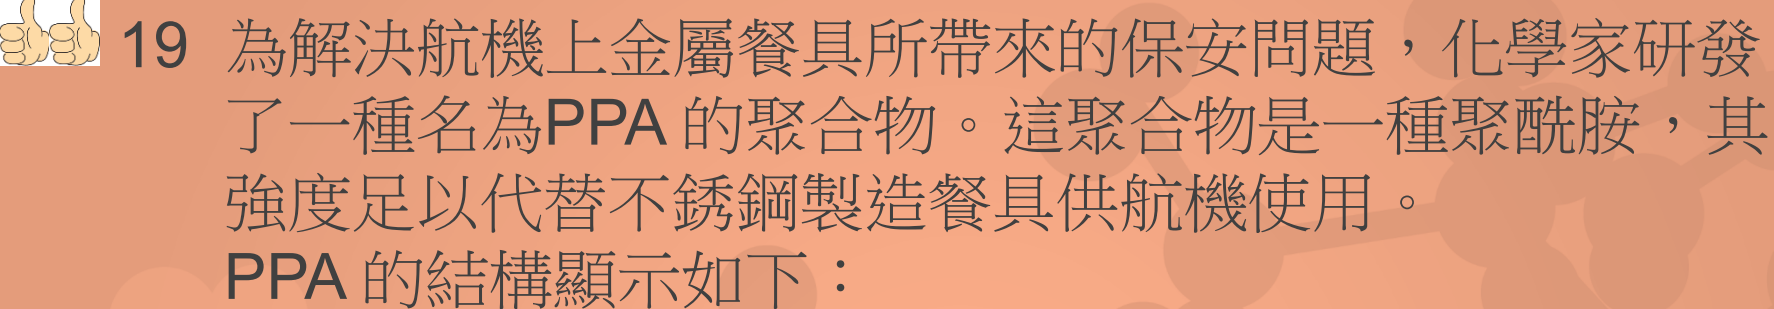 19 為解決航機上金屬餐具所帶來的保安問題，化學家研發
了一種名為PPA 的聚合物。這聚合物是一種聚酰胺，其
強度足以代替不銹鋼製造餐具供航機使用。
PPA 的結構顯示如下：